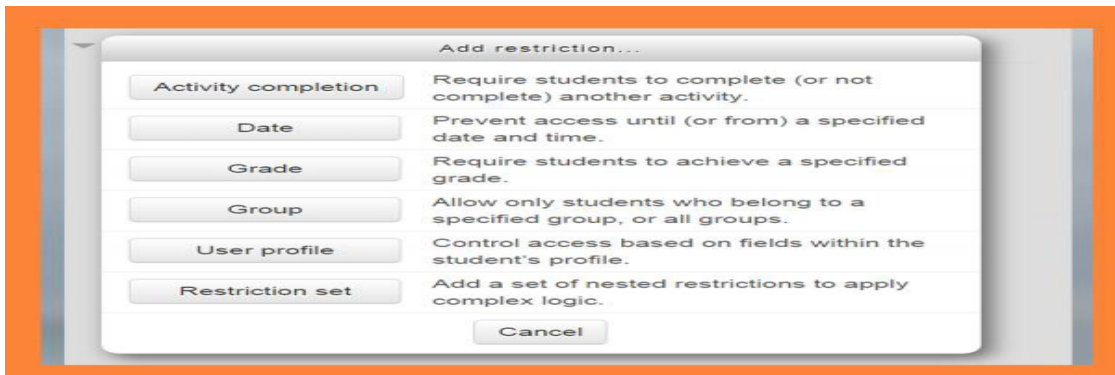 Add restriction...
Activity completion
Require students to complete (or not
complete) another activity.
Date
Prevent access until (or from) a specified
date and time.
Grade
Require students to achieve a specified
grade.
Group
Allow only students who belong to a
specified group, or all groups.
User profile
Control access based on fields within the
student's profile.
Restriction set
Add a set of nested restrictions to apply
complex logic.
Cancel